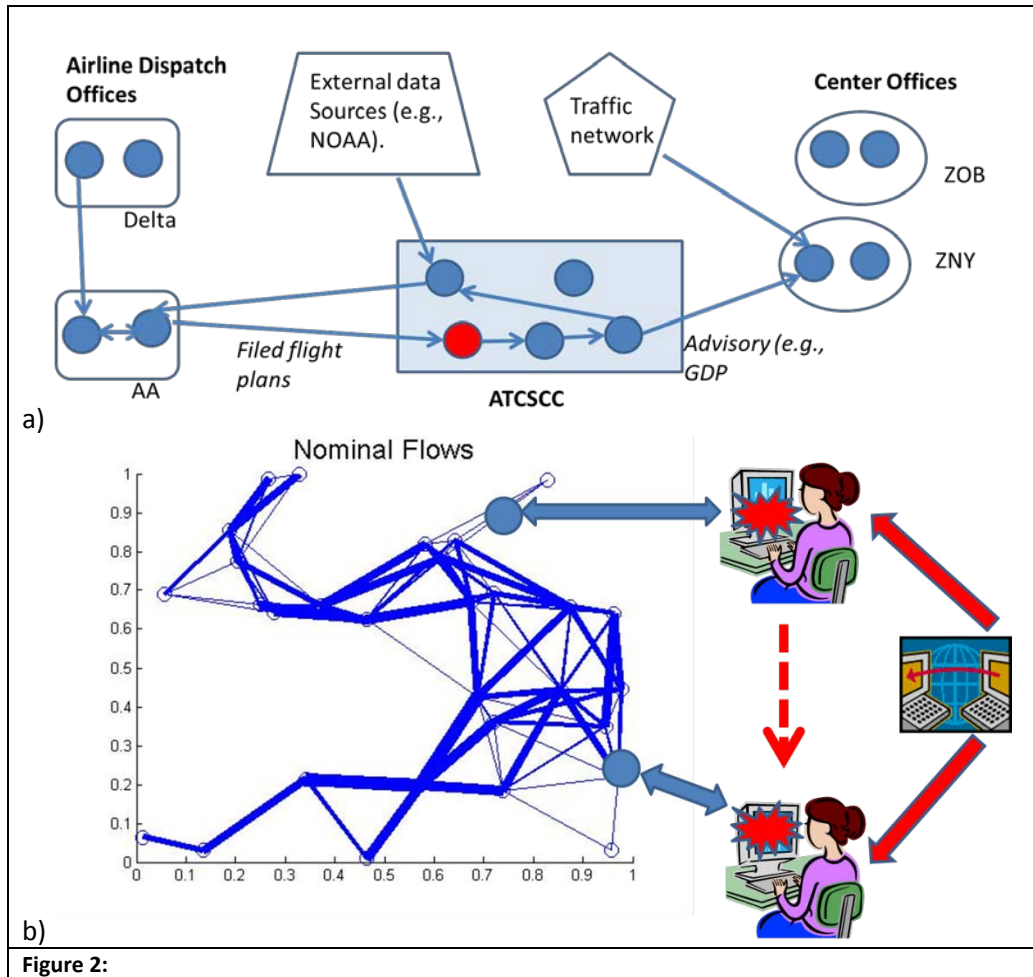 Airline Dispatch
Offices
External data
Sources (e.g.,
NOAA).
Traffic
network
Center Offices
Delta
ZOB
ZNY
AA
Filed flight
plans
ATCSCC
Advisory (e.g.,
GDP
a)
Nominal Flows
1
0.9
0.8
0.7
0.6
0.5
0.4
0.3
0.2
0.1
0
0
0.1
0.2
0.3
0.4
0.5
0.6
0.7
0.8
0.9
1
b)
Figure 2: